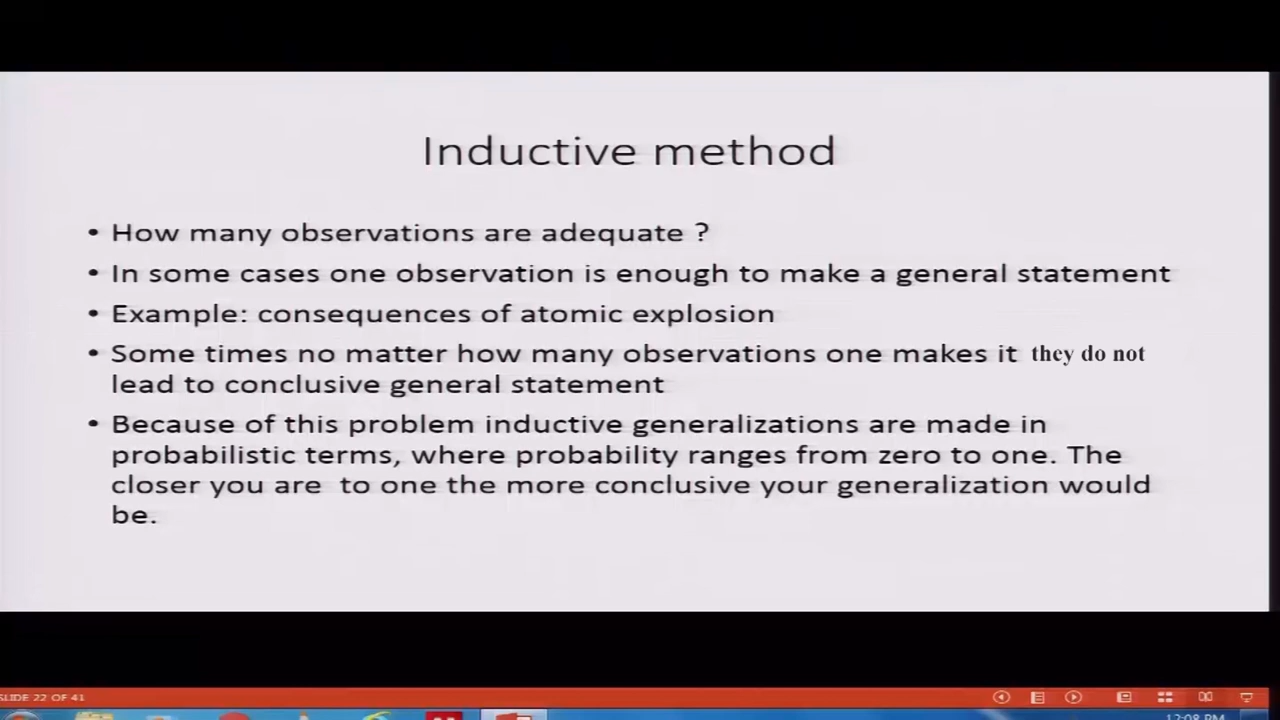 Inductive method
• How many observations are adequate ?
• In some cases one observation is enough to make a general statement
• Example: consequences of atomic explosion
• Some times no matter how many observations one makes it they do not
lead to conclusive general statement
• Because of this problem inductive generalizations are made in
probabilistic terms, where probability ranges from zero to one. The
closer you are to one the more conclusive your generalization would
be.
SLIDE 22 OF 41
12:08 PM